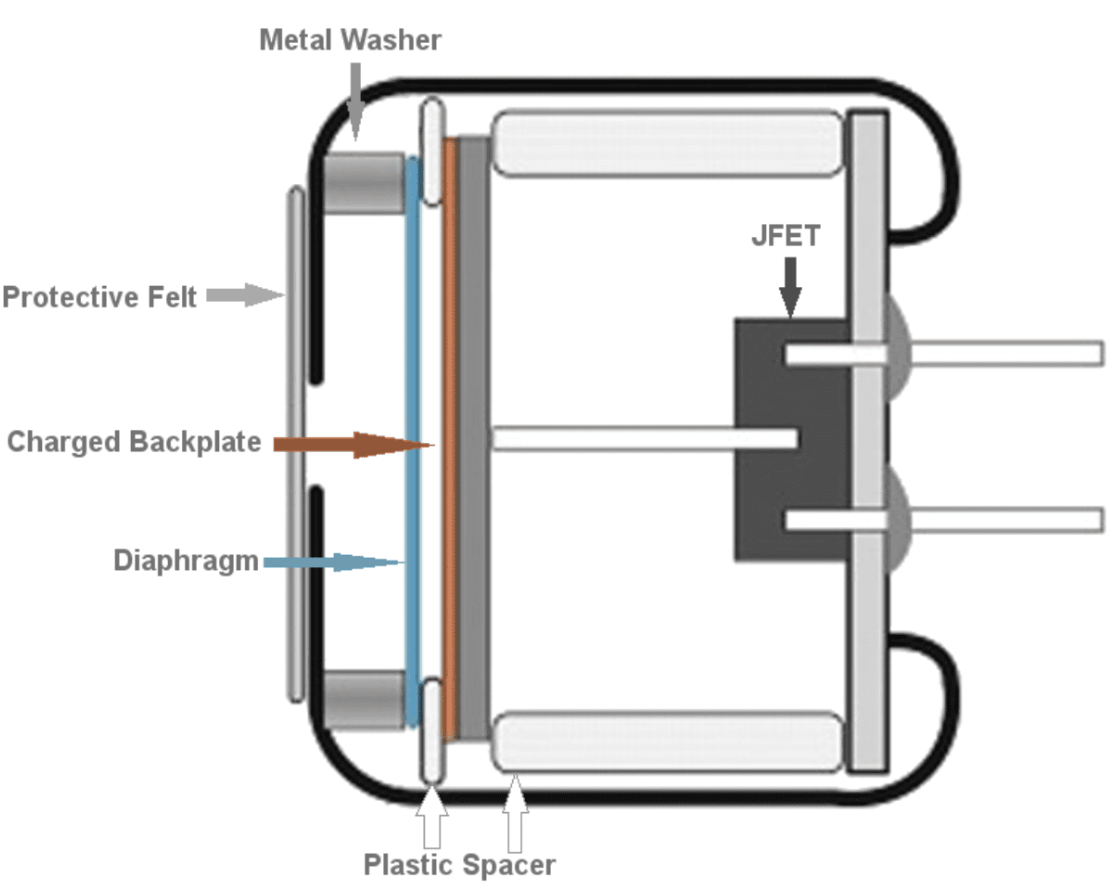 Metal Washer
JFET
Protective Felt
Charged Backplate
Diaphragm
Plastic Spacer